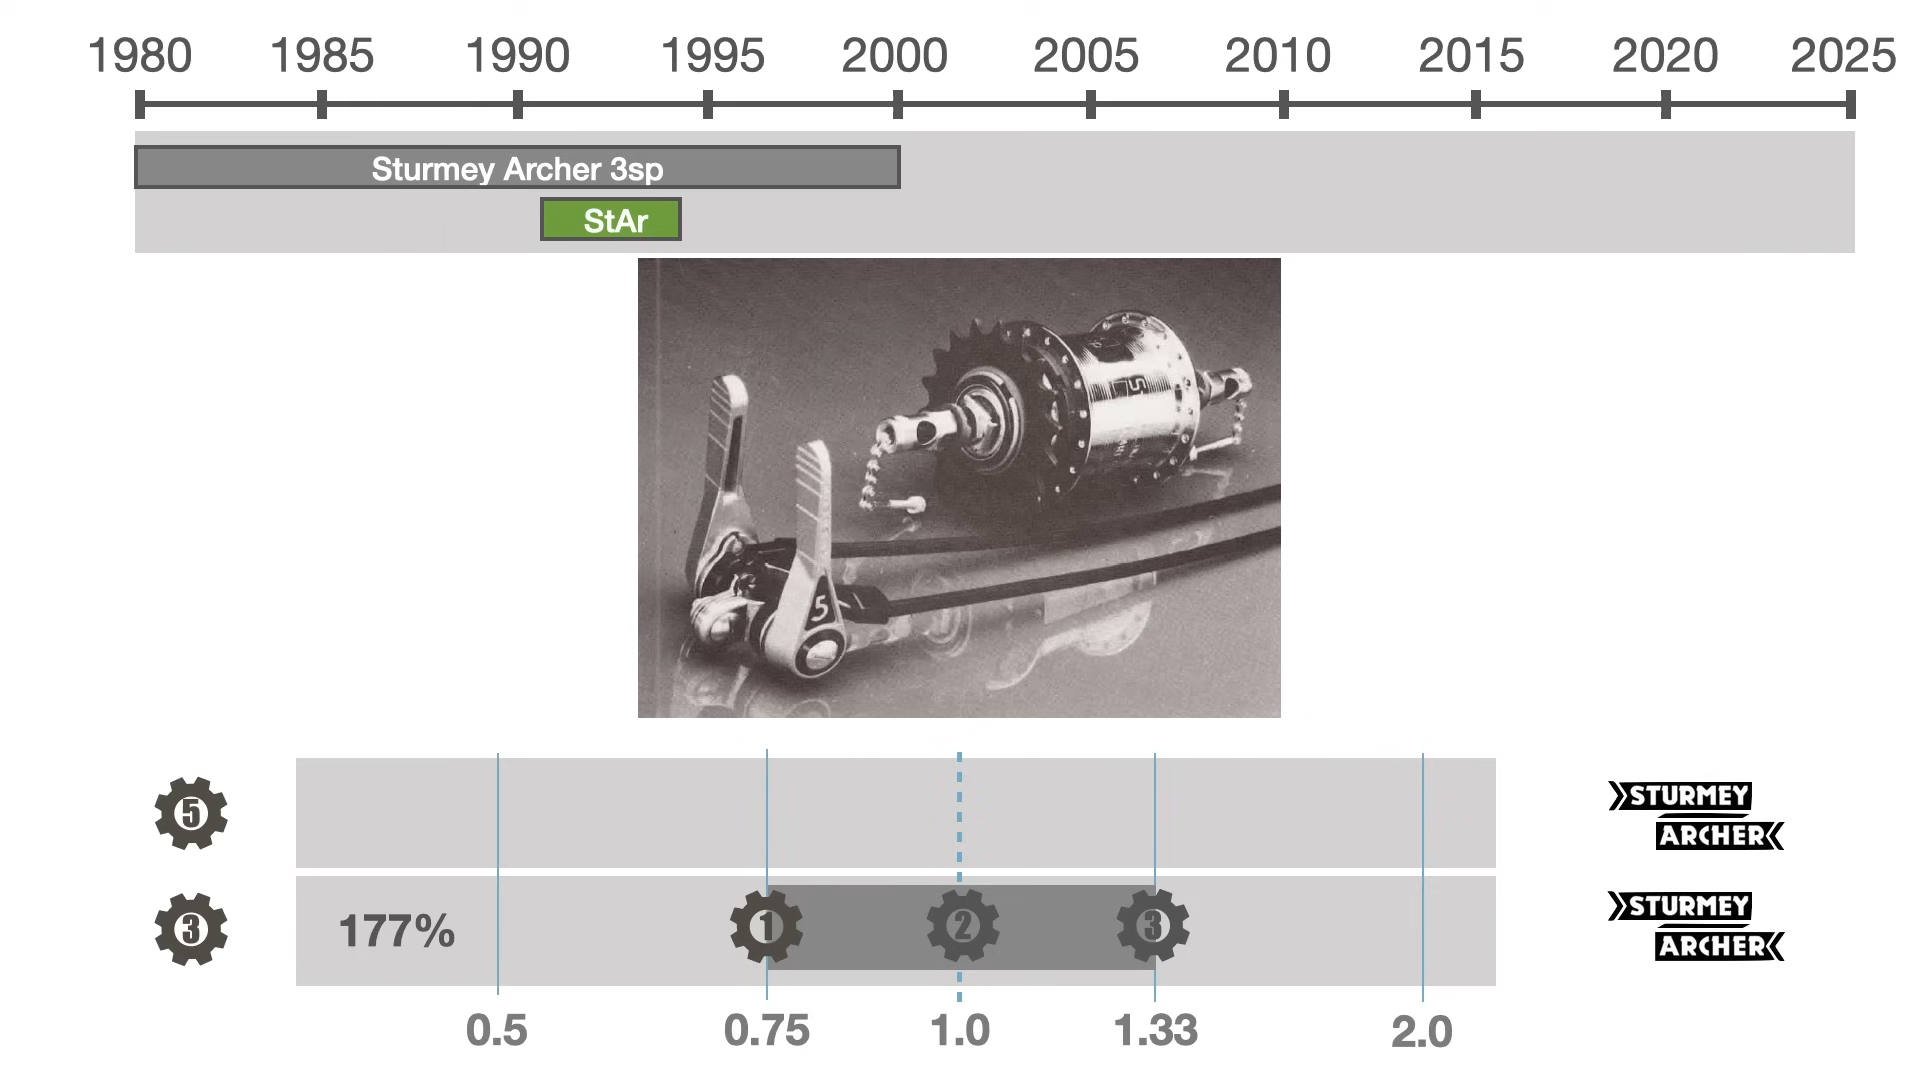 1980 1985 1990 1995 2000 2005 2010 2015 2020 2025
Sturmey Archer 3sp
StAr
5
5
5
STURMEY
ARCHER
3 177% 1 2 3
STURMEY
ARCHER
0.5 0.75 1.0 1.33 2.0